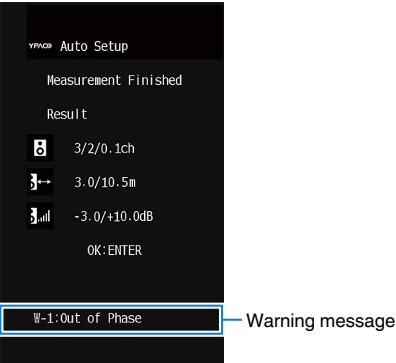 YPAO Auto Setup
Measurement Finished
Result
3/2/0.1ch
3.0/10.5m
-3.0/+10.0dB
OK:ENTER
W-1:Out of Phase
Warning message